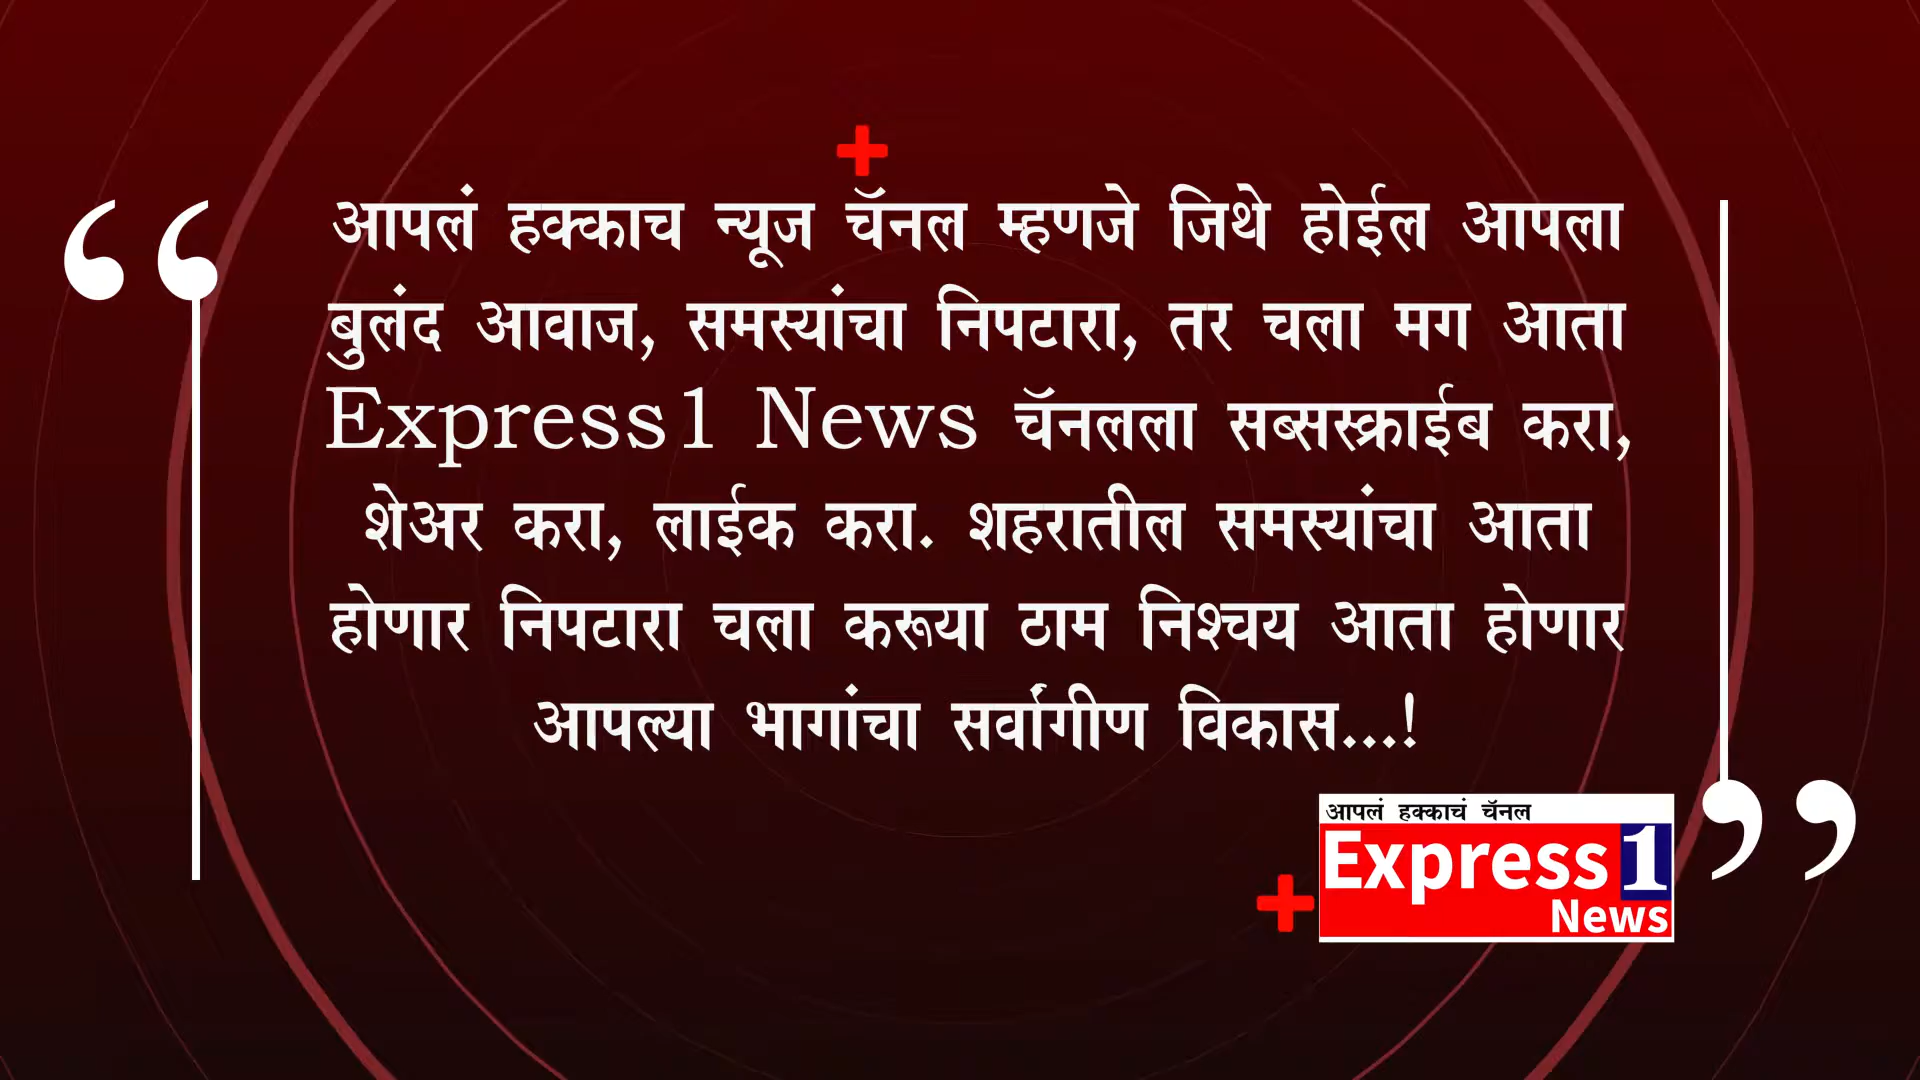 आपलं हक्काच न्यूज चॅनल म्हणजे जिथे होईल आपला
बुलंद आवाज, समस्यांचा निपटारा, तर चला मग आता
Express1 News चॅनलला सब्सस्क्राईब करा,
शेअर करा, लाईक करा. शहरातील समस्यांचा आता
होणार निपटारा चला करूया ठाम निश्चय आता होणार
आपल्या भागांचा सर्वांगीण विकास...!
आपलं हक्काचं चॅनल
Express1
News